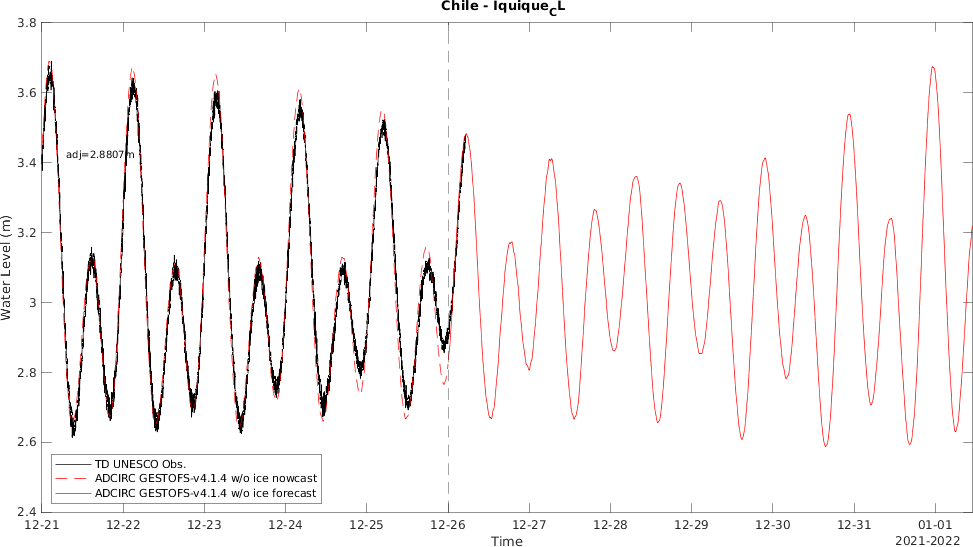 Chile - Iquique_CL
3.8
3.6
3.4
3.2
3
2.8
2.6
2.4
Water Level (m)
adj=2.8807m
TD UNESCO Obs.
ADCIRC GESTOFS-v4.1.4 w/o ice nowcast
ADCIRC GESTOFS-v4.1.4 w/o ice forecast
12-21 12-22 12-23 12-24 12-25 12-26 12-27 12-28 12-29 12-30 12-31 01-01
Time
2021-2022